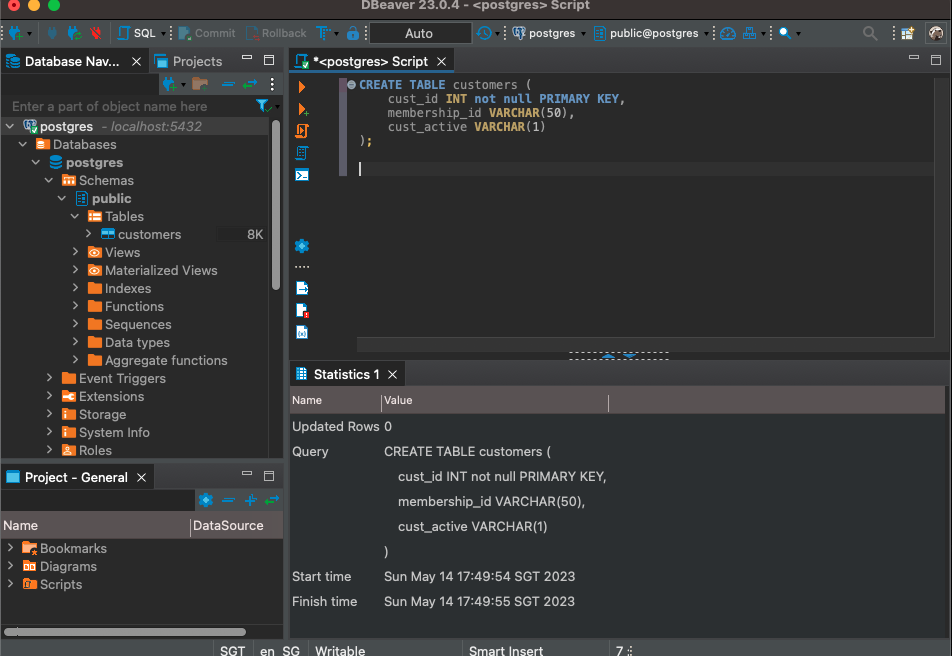 DBeaver 23.0.4 - <postgres> Script
SQL Commit Rollback Auto postgres public@postgres
Database Nav... Projects
Enter a part of object name here
postgres - localhost:5432
Databases
postgres
Schemas
public
Tables
customers 8K
Views
Materialized Views
Indexes
Functions
Sequences
Data types
Aggregate functions
Event Triggers
Extensions
Storage
System Info
Roles
Project - General
Name DataSource
Bookmarks
Diagrams
Scripts
*<postgres> Script
CREATE TABLE customers (
cust_id INT not null PRIMARY KEY,
membership_id VARCHAR(50),
cust_active VARCHAR(1)
);
Statistics 1
Name Value
Updated Rows 0
Query CREATE TABLE customers (
cust_id INT not null PRIMARY KEY,
membership_id VARCHAR(50),
cust_active VARCHAR(1)
)
Start time Sun May 14 17:49:54 SGT 2023
Finish time Sun May 14 17:49:55 SGT 2023
SGT en_SG Writable Smart Insert 7 :